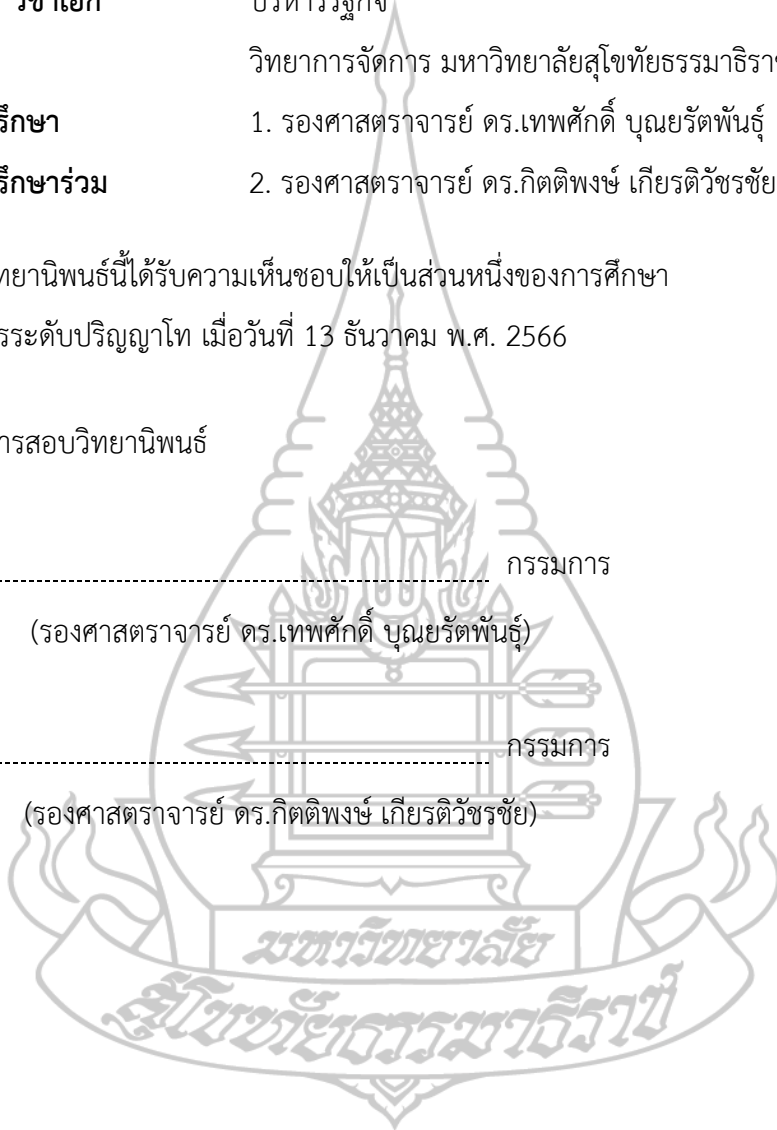 วิชาเอก บริหารรัฐกิจ
วิทยาการจัดการ มหาวิทยาลัยสุโขทัยธรรมาธิราช
รึกษา 1. รองศาสตราจารย์ ดร.เทพศักดิ์ บุณยรัตพันธุ์
รึกษาร่วม 2. รองศาสตราจารย์ ดร.กิตติพงษ์ เกียรติวัชรชัย
ทยานิพนธ์นี้ได้รับความเห็นชอบให้เป็นส่วนหนึ่งของการศึกษา
รระดับปริญญาโท เมื่อวันที่ 13 ธันวาคม พ.ศ. 2566
ารสอบวิทยานิพนธ์
กรรมการ
(รองศาสตราจารย์ ดร.เทพศักดิ์ บุณยรัตพันธุ์)
กรรมการ
(รองศาสตราจารย์ ดร.กิตติพงษ์ เกียรติวัชรชัย)
มหาวิทยาลัย
สุโขทัยธรรมาธิราช